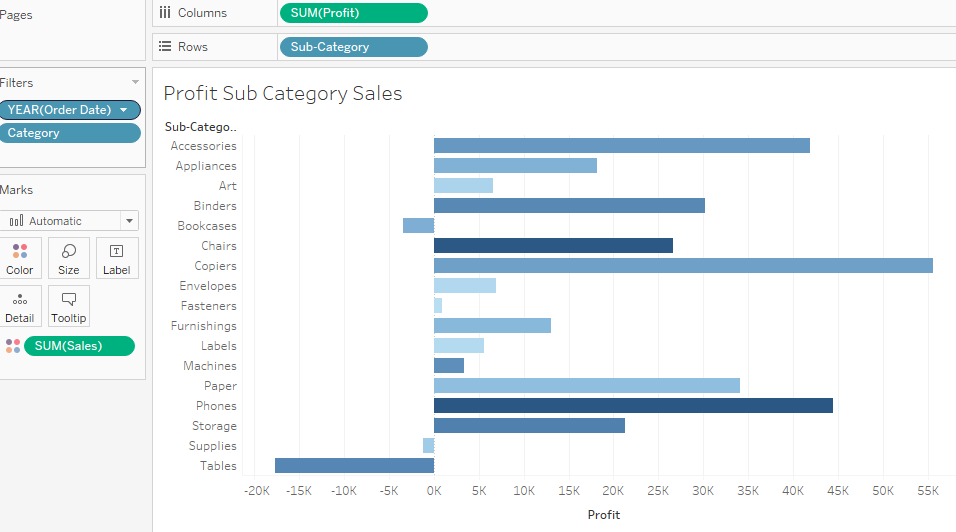 Pages
Columns
SUM(Profit)
Rows
Sub-Category
Filters
YEAR(Order Date)
Category
Marks
Automatic
Color
Size
Label
Detail
Tooltip
SUM(Sales)
Profit Sub Category Sales
Sub-Catego..
Accessories
Appliances
Art
Binders
Bookcases
Chairs
Copiers
Envelopes
Fasteners
Furnishings
Labels
Machines
Paper
Phones
Storage
Supplies
Tables
-20K -15K -10K -5K 0K 5K 10K 15K 20K 25K 30K 35K 40K 45K 50K 55K
Profit